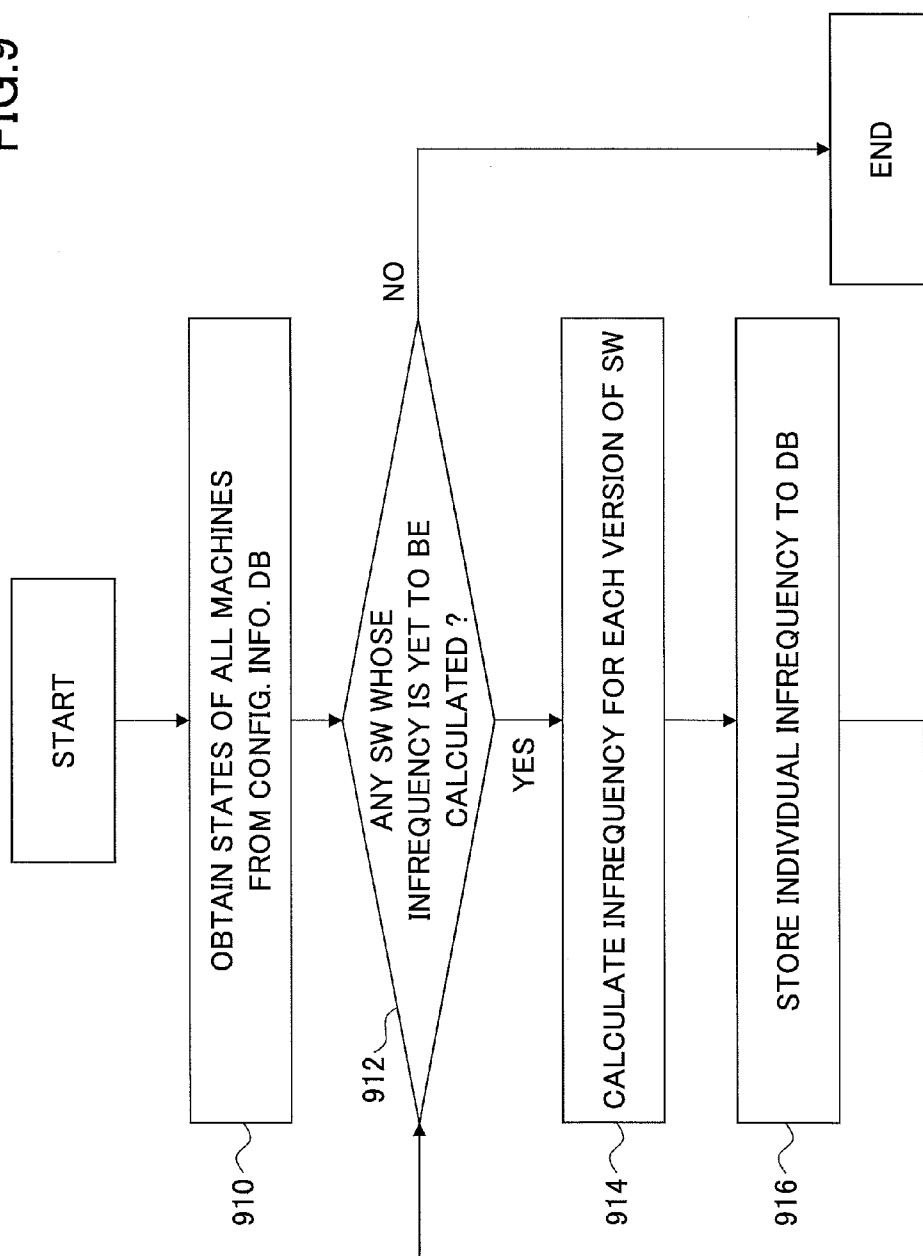 FIG.9
START
910
OBTAIN STATES OF ALL MACHINES
FROM CONFIG. INFO. DB
912
ANY SW WHOSE
INFREQUENCY IS YET TO BE
CALCULATED ?
NO
YES
914
CALCULATE INFREQUENCY FOR EACH VERSION OF SW
916
STORE INDIVIDUAL INFREQUENCY TO DB
END